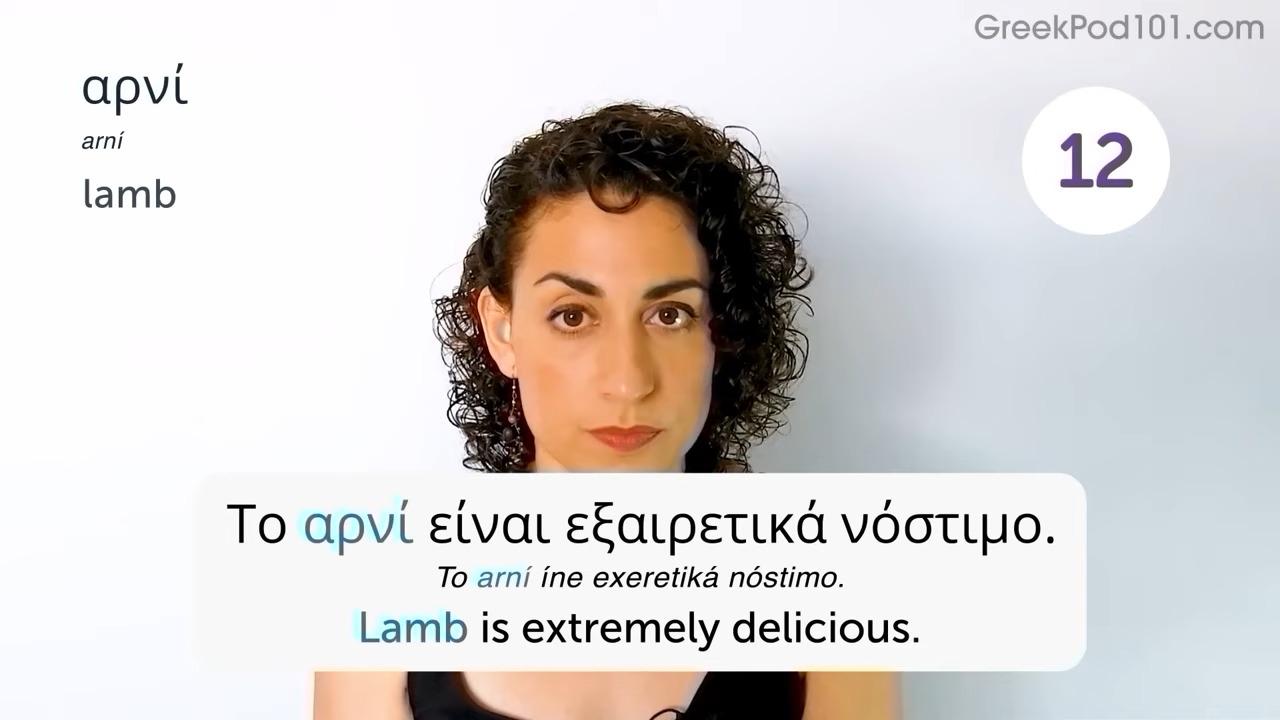 GreekPod101.com
αρνί
arní
lamb
12
Το αρνί είναι εξαιρετικά νόστιμο.
To arní íne exeretiká nóstimo.
Lamb is extremely delicious.